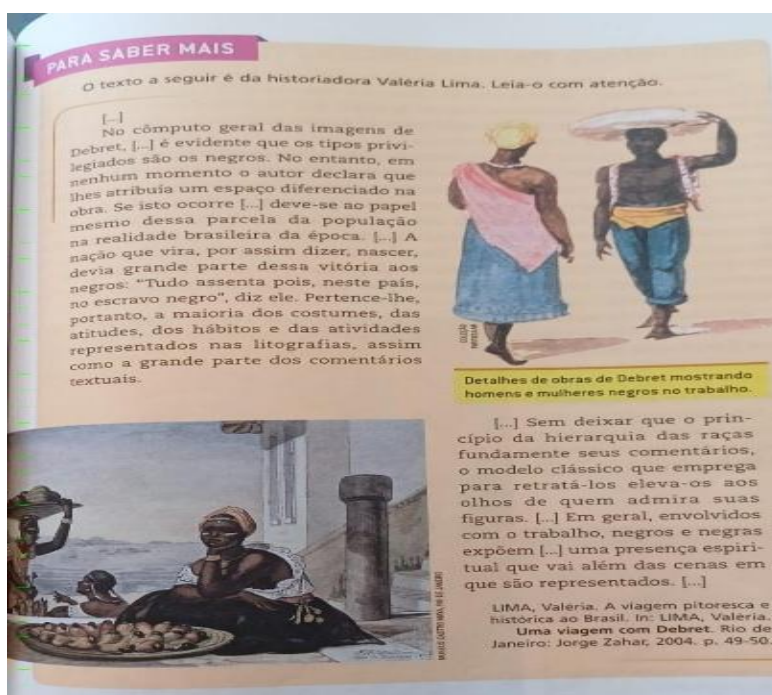 PARA SABER MAIS
O texto a seguir é da historiadora Valéria Lima. Leia-o com atenção.
[...]
No cômputo geral das imagens de
Debret, [...] é evidente que os tipos privi-
legiados são os negros. No entanto, em
nenhum momento o autor declara que
lhes atribuía um espaço diferenciado na
obra. Se isto ocorre [...] deve-se ao papel
mesmo dessa parcela da população
na realidade brasileira da época. [...] A
nação que vira, por assim dizer, nascer,
devia grande parte dessa vitória aos
negros: “Tudo assenta pois, neste país,
no escravo negro”, diz ele. Pertence-lhe,
portanto, a maioria dos costumes, das
atitudes, dos hábitos e das atividades
representados nas litografias, assim
como a grande parte dos comentários
textuais.
COLEÇÃO
PARTICULAR
Detalhes de obras de Debret mostrando
homens e mulheres negros no trabalho.
[...] Sem deixar que o prin-
cípio da hierarquia das raças
fundamente seus comentários,
o modelo clássico que emprega
para retratá-los eleva-os aos
olhos de quem admira suas
figuras. [...] Em geral, envolvidos
com o trabalho, negros e negras
expõem [...] uma presença espiri-
tual que vai além das cenas em
que são representados. [...]
LIMA, Valéria. A viagem pitoresca e
histórica ao Brasil. In: LIMA, Valéria.
Uma viagem com Debret. Rio de
Janeiro: Jorge Zahar, 2004. p. 49-50.